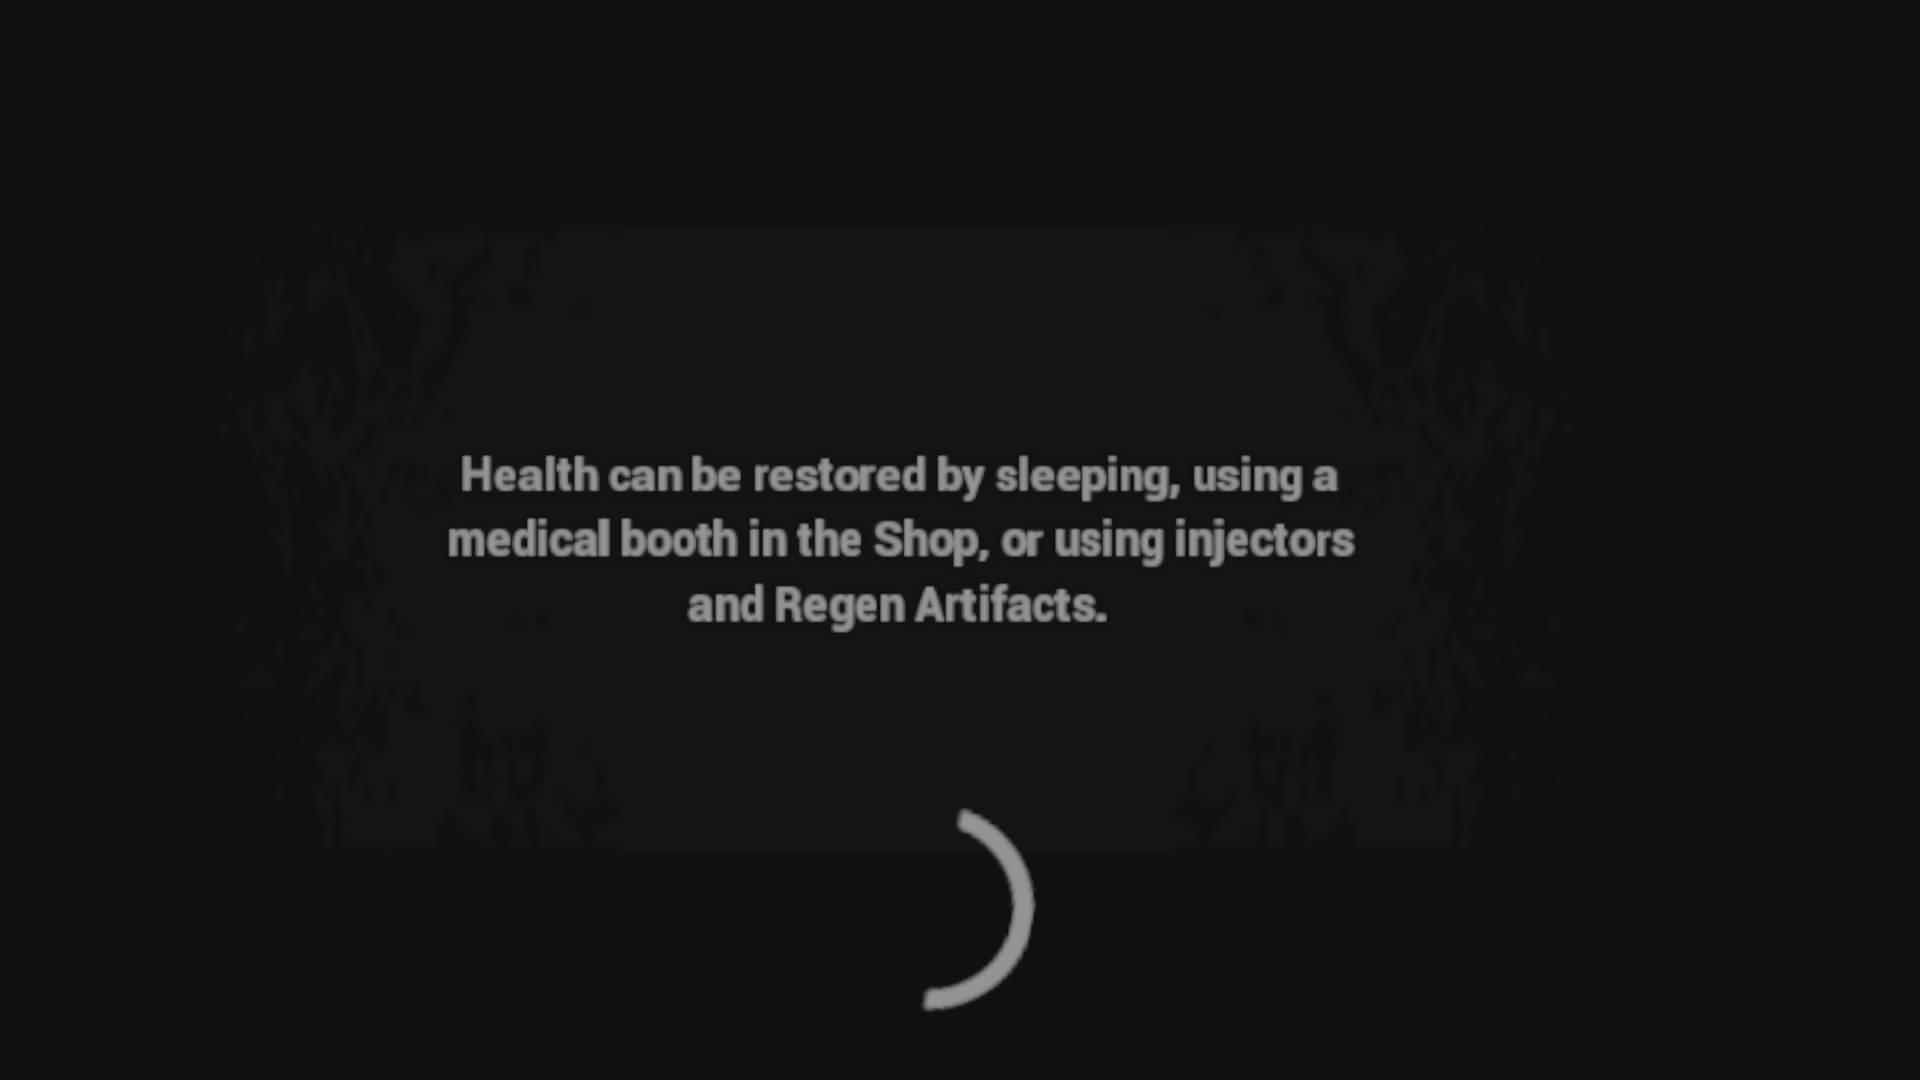 Health can be restored by sleeping, using a
medical booth in the Shop, or using injectors
and Regen Artifacts.